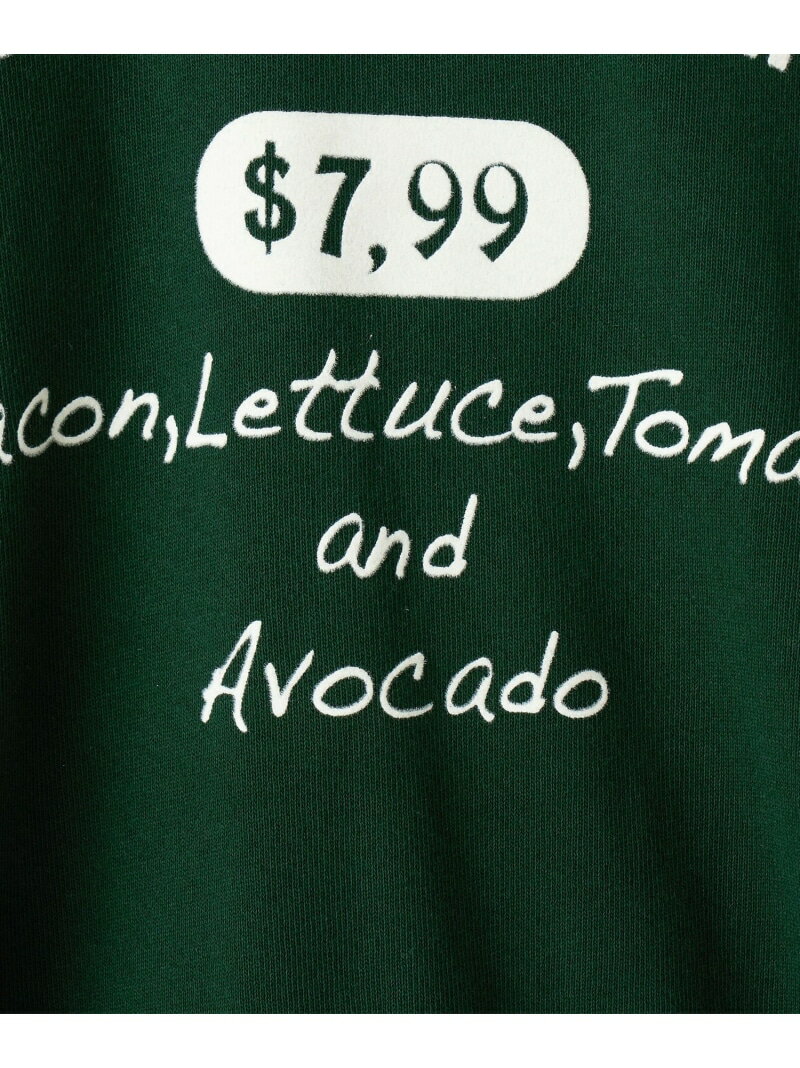 $7,99
acon,Lettuce,Toma
and
Avocado